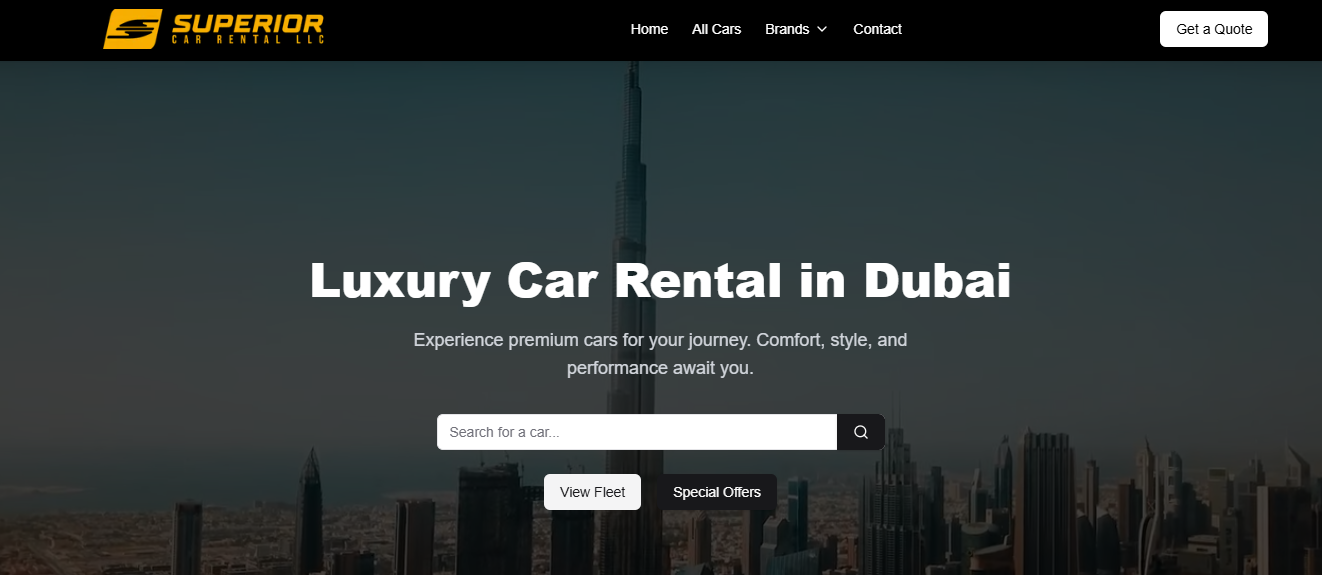 SUPERIOR
CAR RENTAL LLC
Home All Cars Brands Contact
Get a Quote
Luxury Car Rental in Dubai
Experience premium cars for your journey. Comfort, style, and
performance await you.
Search for a car...
View Fleet Special Offers